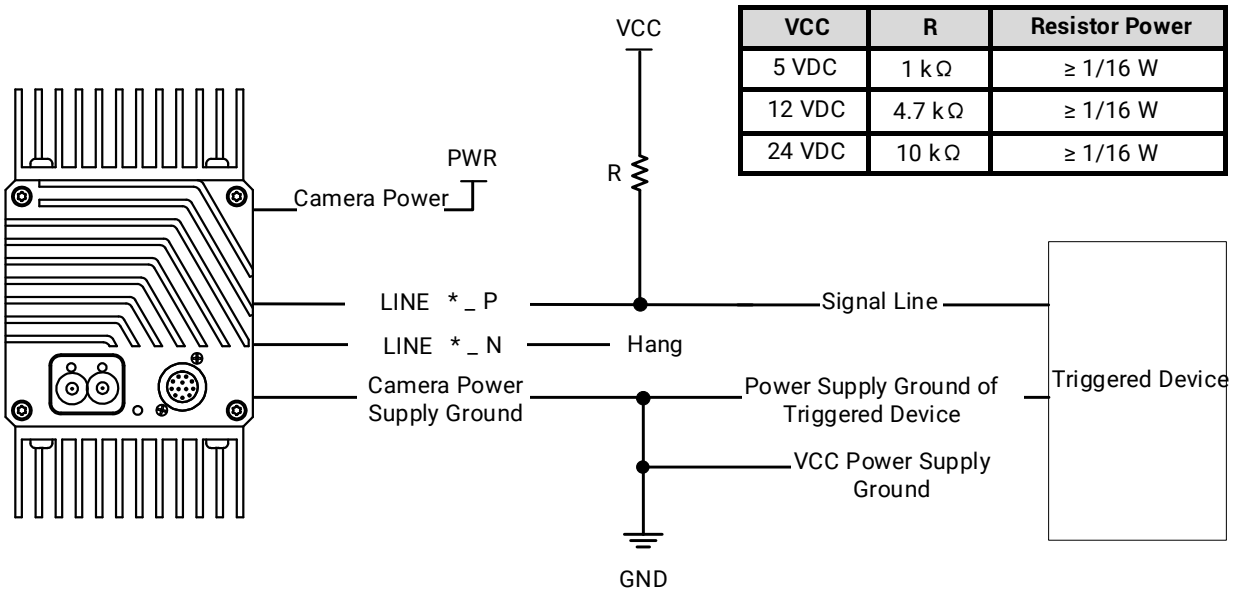 VCC
VCC R Resistor Power
5 VDC 1 kΩ ≥ 1/16 W
12 VDC 4.7 kΩ ≥ 1/16 W
24 VDC 10 kΩ ≥ 1/16 W
PWR
R
Camera Power
LINE *_P
Signal Line
LINE *_N
Hang
Camera Power
Supply Ground
Power Supply Ground of
Triggered Device
Triggered Device
VCC Power Supply
Ground
GND